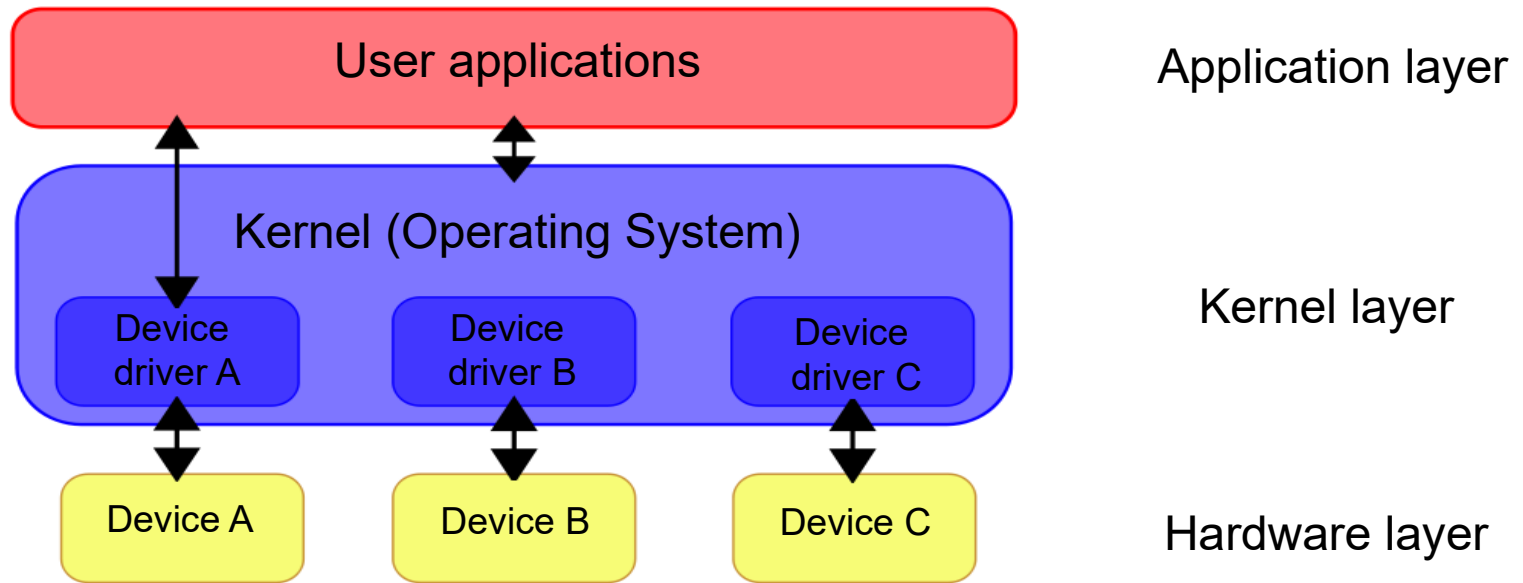 User applications
Application layer
Kernel (Operating System)
Kernel layer
Device
driver A
Device
driver B
Device
driver C
Device A
Device B
Device C
Hardware layer